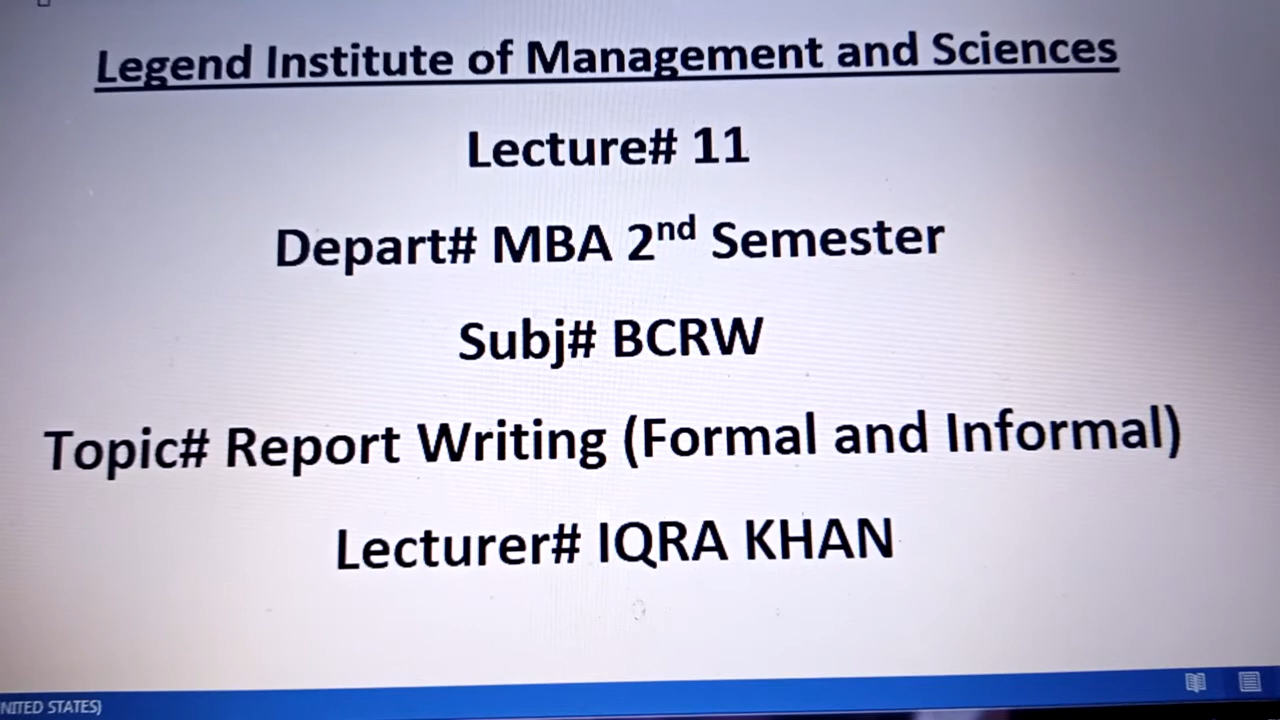 Legend Institute of Management and Sciences
Lecture# 11
Depart# MBA 2nd Semester
Subj# BCRW
Topic# Report Writing (Formal and Informal)
Lecturer# IQRA KHAN
NITED STATES)